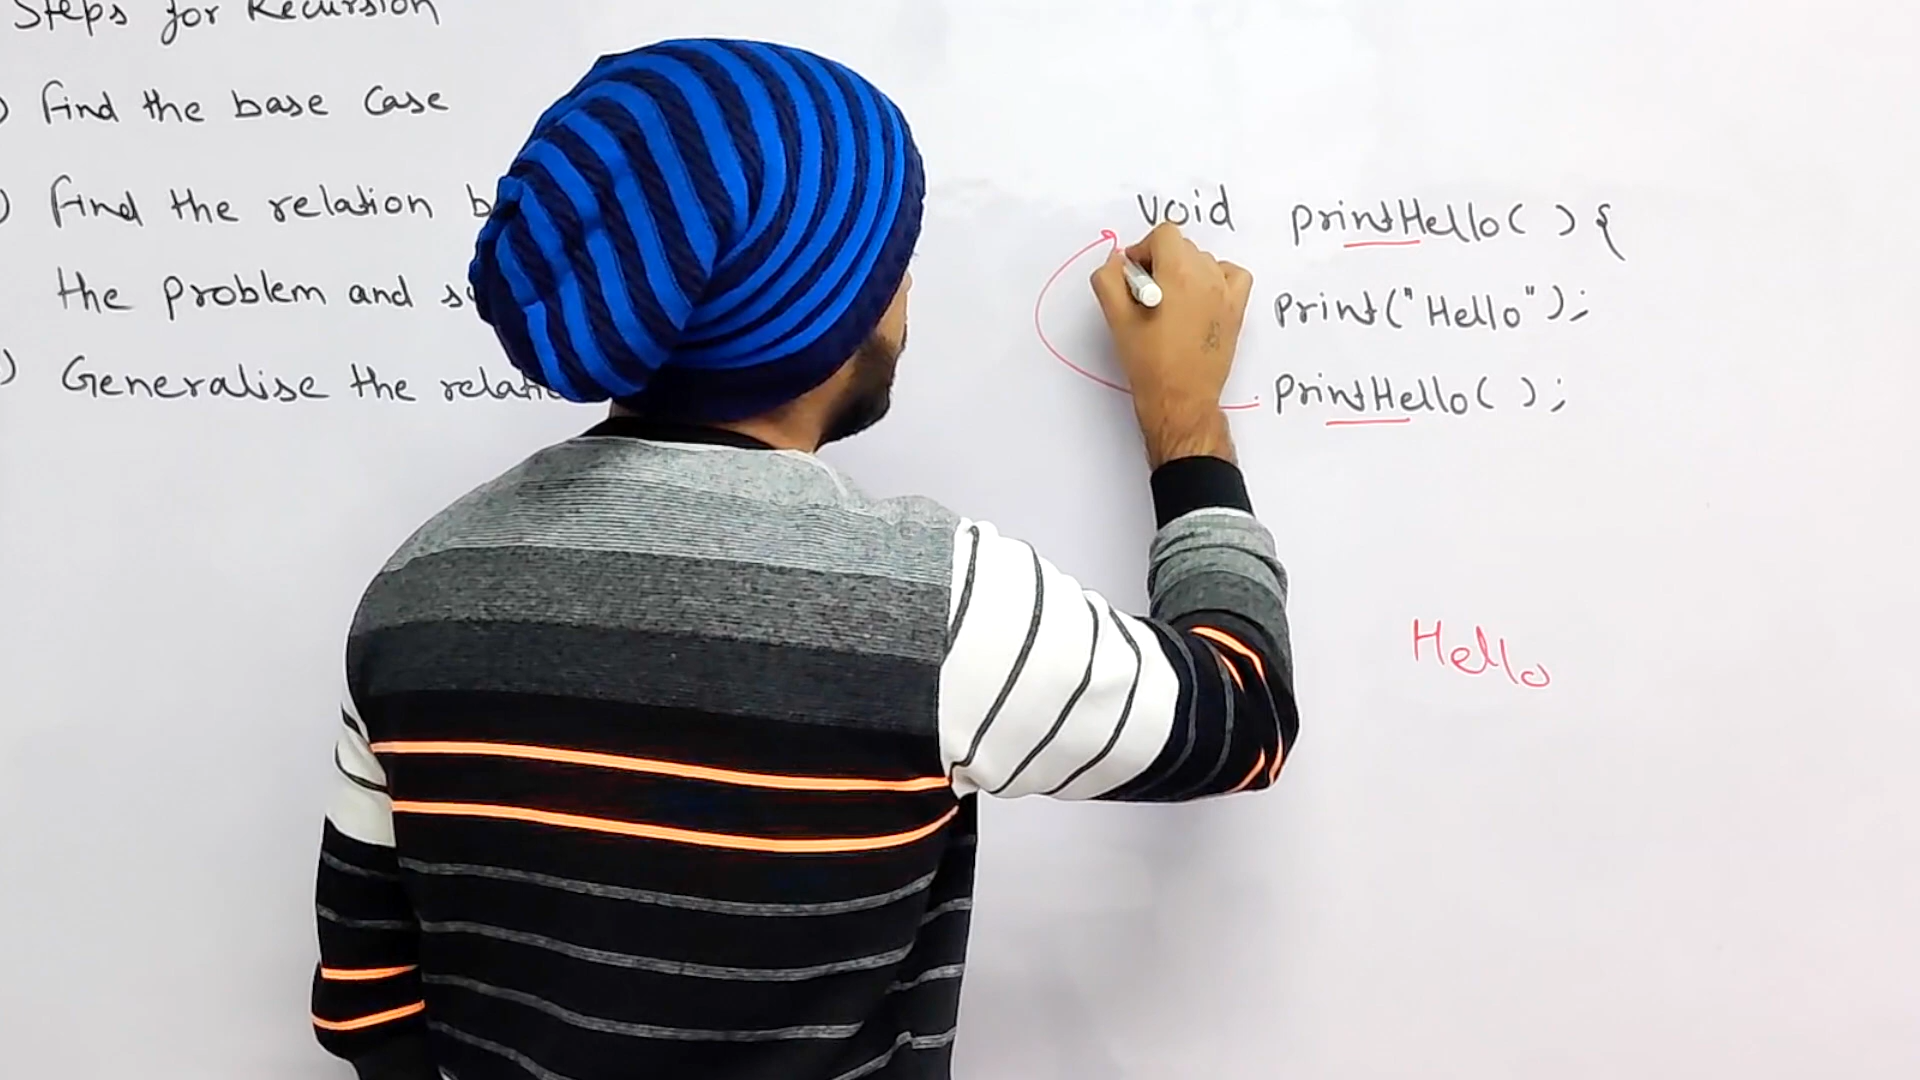 Steps for Recursion
) find the base Case
) find the relation
the problem and
) Generalise the
void printHello( ) {
print("Hello");
printHello( );
Hello